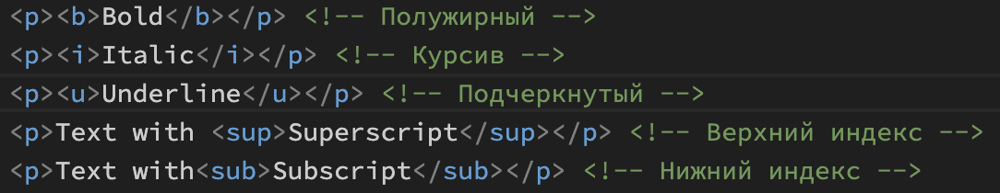 <p><b>Bold</b></p> <!-- Полужирный -->
<p><i>Italic</i></p> <!-- Курсив -->
<p><u>Underline</u></p> <!-- Подчеркнутый -->
<p>Text with <sup>Superscript</sup></p> <!-- Верхний индекс -->
<p>Text with<sub>Subscript</sub></p> <!-- Нижний индекс -->